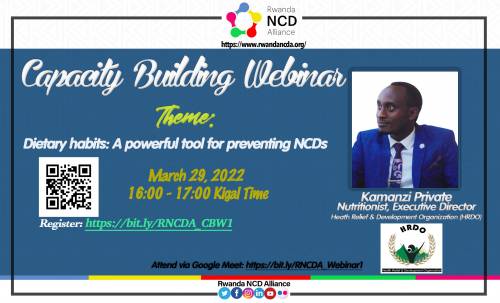 Rwanda
NCD
Alliance
https://www.rwandancda.org/
Capacity Building Webinar
Theme:
Dietary habits: A powerful tool for preventing NCDs
March 29, 2022
16:00 - 17:00 Kigal Time
Register: https://bit.ly/RNCDA_CBW1
Kamanzi Private
Nutritionist, Executive Director
Heath Relief & Development Organization (HRDO)
HRDO
Attend via Google Meet: https://bit.ly/RNCDA_Webinar1
Rwanda NCD Alliance